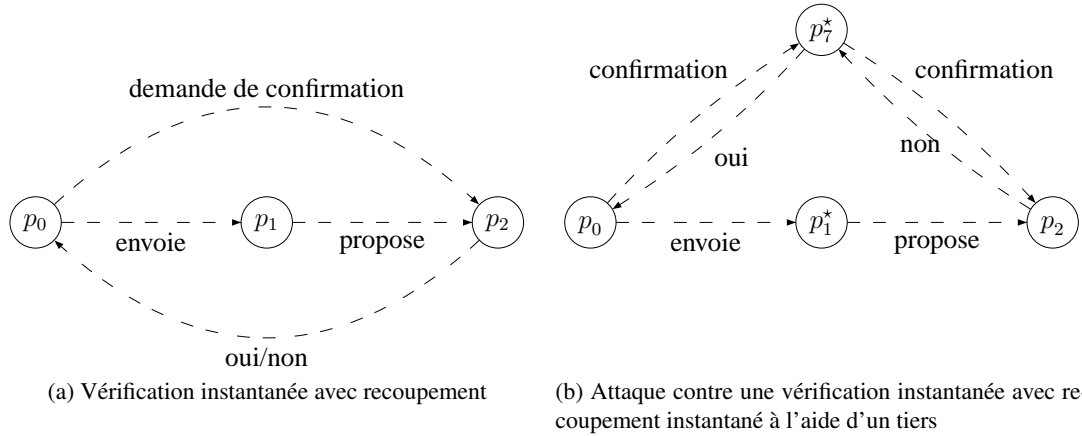 demande de confirmation
p0
p1
p2
envoie
propose
oui/non
(a) Vérification instantanée avec recoupement
p7⋆
confirmation
confirmation
oui
non
p0
p1⋆
p2
envoie
propose
(b) Attaque contre une vérification instantanée avec re-
coupement instantané à l'aide d'un tiers